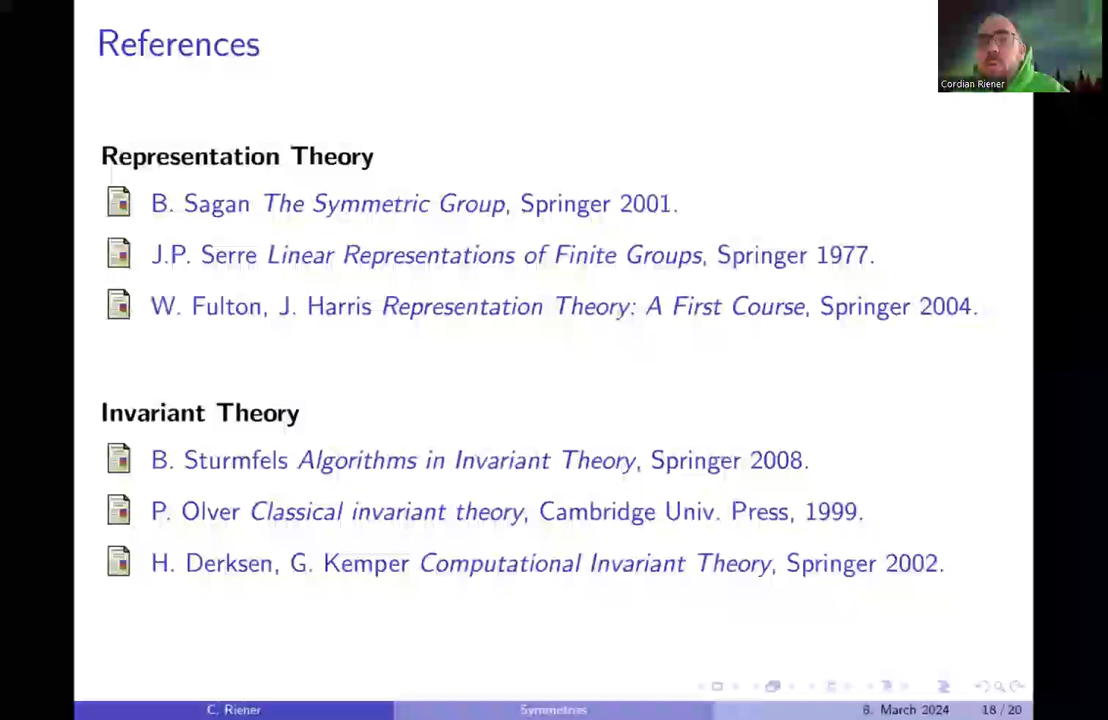 References
Cordian Riener
Representation Theory
B. Sagan The Symmetric Group, Springer 2001.
J.P. Serre Linear Representations of Finite Groups, Springer 1977.
W. Fulton, J. Harris Representation Theory: A First Course, Springer 2004.
Invariant Theory
B. Sturmfels Algorithms in Invariant Theory, Springer 2008.
P. Olver Classical invariant theory, Cambridge Univ. Press, 1999.
H. Derksen, G. Kemper Computational Invariant Theory, Springer 2002.
C. Riener Symmetries 6. March 2024 18 / 20